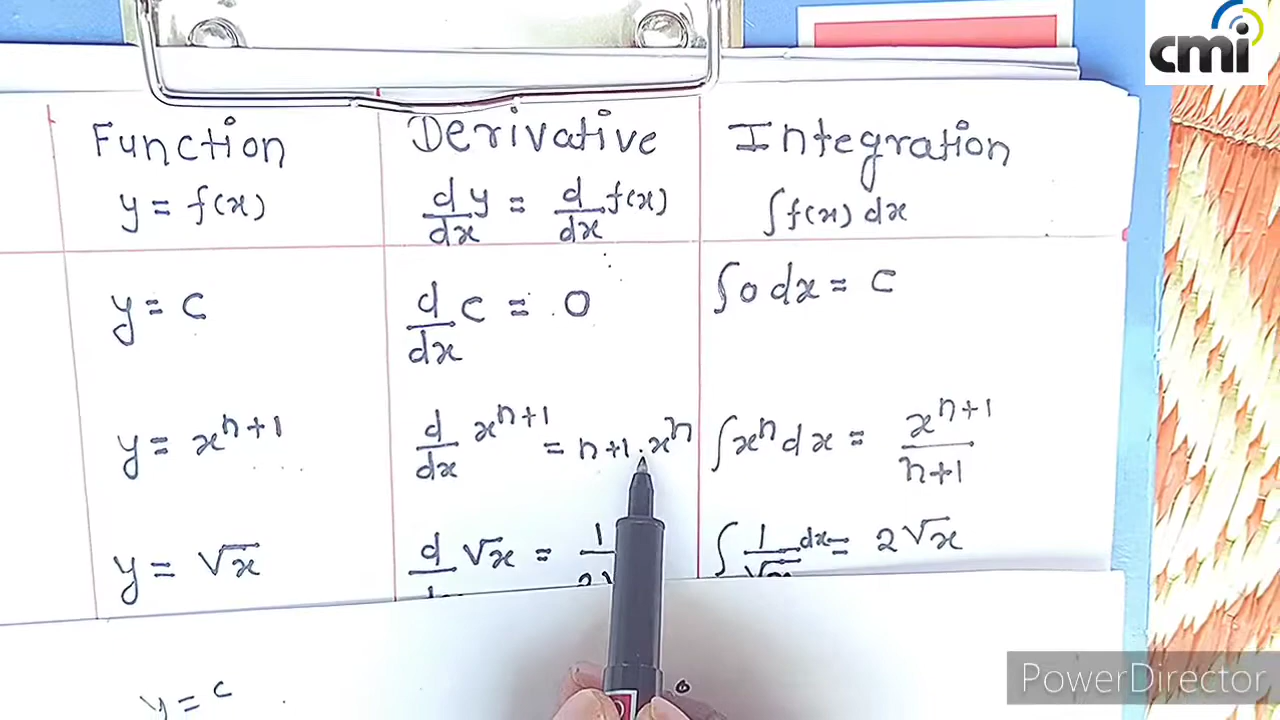 cmi
Function Derivative Integration
y = f(x) d/dx y = d/dx f(x) ∫f(x) dx
y = c d/dx c = 0 ∫0 dx = c
y = x^(n+1) d/dx x^(n+1) = n+1 . x^n ∫x^n dx = x^(n+1)/n+1
y = √x d/dx √x = 1/2√ ∫1/√x dx = 2√x
y = c
PowerDirector